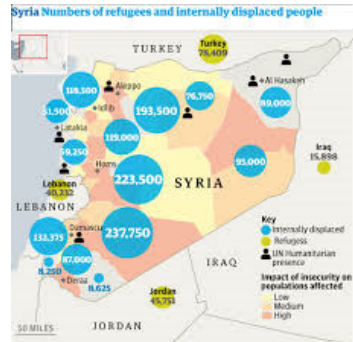 Syria Numbers of refugees and internally displaced people
TURKEY
Turkey
78,409
118,500
Aleppo
Al Hasakeh
Idlib
76,750
193,500
89,000
51,500
Latakia
129,000
59,250
Iraq
15,898
Homs
95,000
223,500
SYRIA
Lebanon
40,232
LEBANON
Key
Internally displaced
Refugess
UN Humanitarian
presence
133,375
Damascus
237,750
87,000
IRAQ
Impact of insecurity on
populations affected
Low
Medium
High
8,250
Deraa
8,625
Jordan
45,751
50 MILES
JORDAN